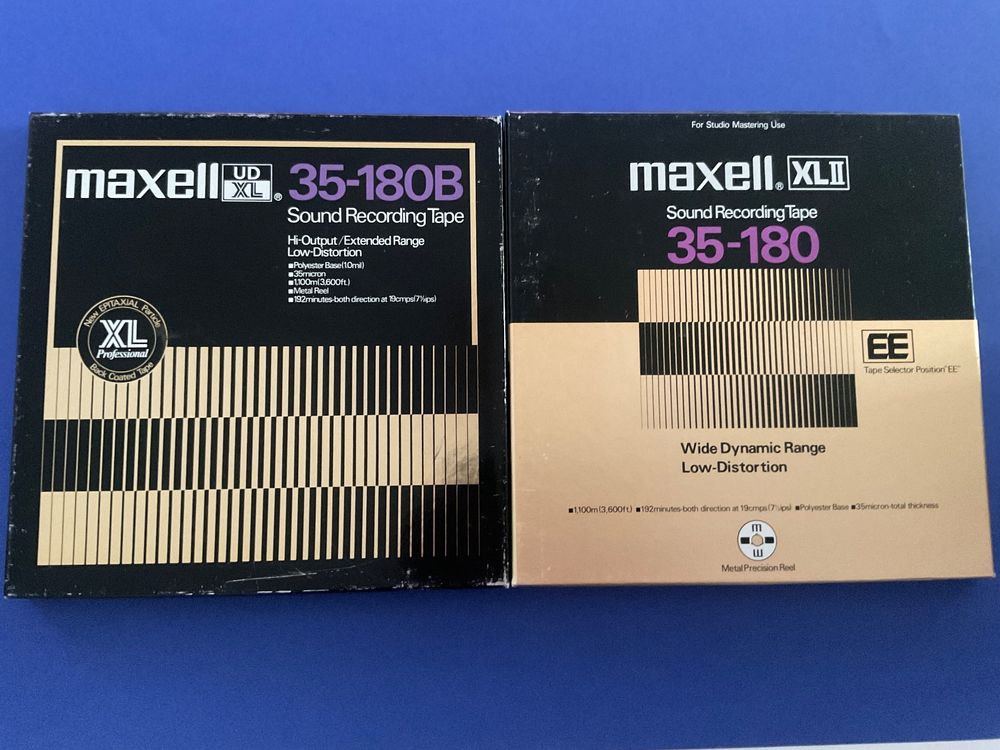 maxell UD XL ® 35-180B
Sound Recording Tape
Hi-Output/Extended Range
Low-Distortion
■Polyester Base(1.0mil)
■35micron
■1,100m(3,600ft.)
■Metal Reel
■192minutes-both direction at 19cmps(7½ips)
New EPITAXIAL Particle
XL
Professional
Back Coated Tape
For Studio Mastering Use
maxell® XLII
Sound Recording Tape
35-180
EE
Tape Selector Position "EE"
Wide Dynamic Range
Low-Distortion
■1,100m(3,600ft.) ■192minutes-both direction at 19cmps(7½ips) ■Polyester Base ■35micron-total thickness
m
m
Metal Precision Reel